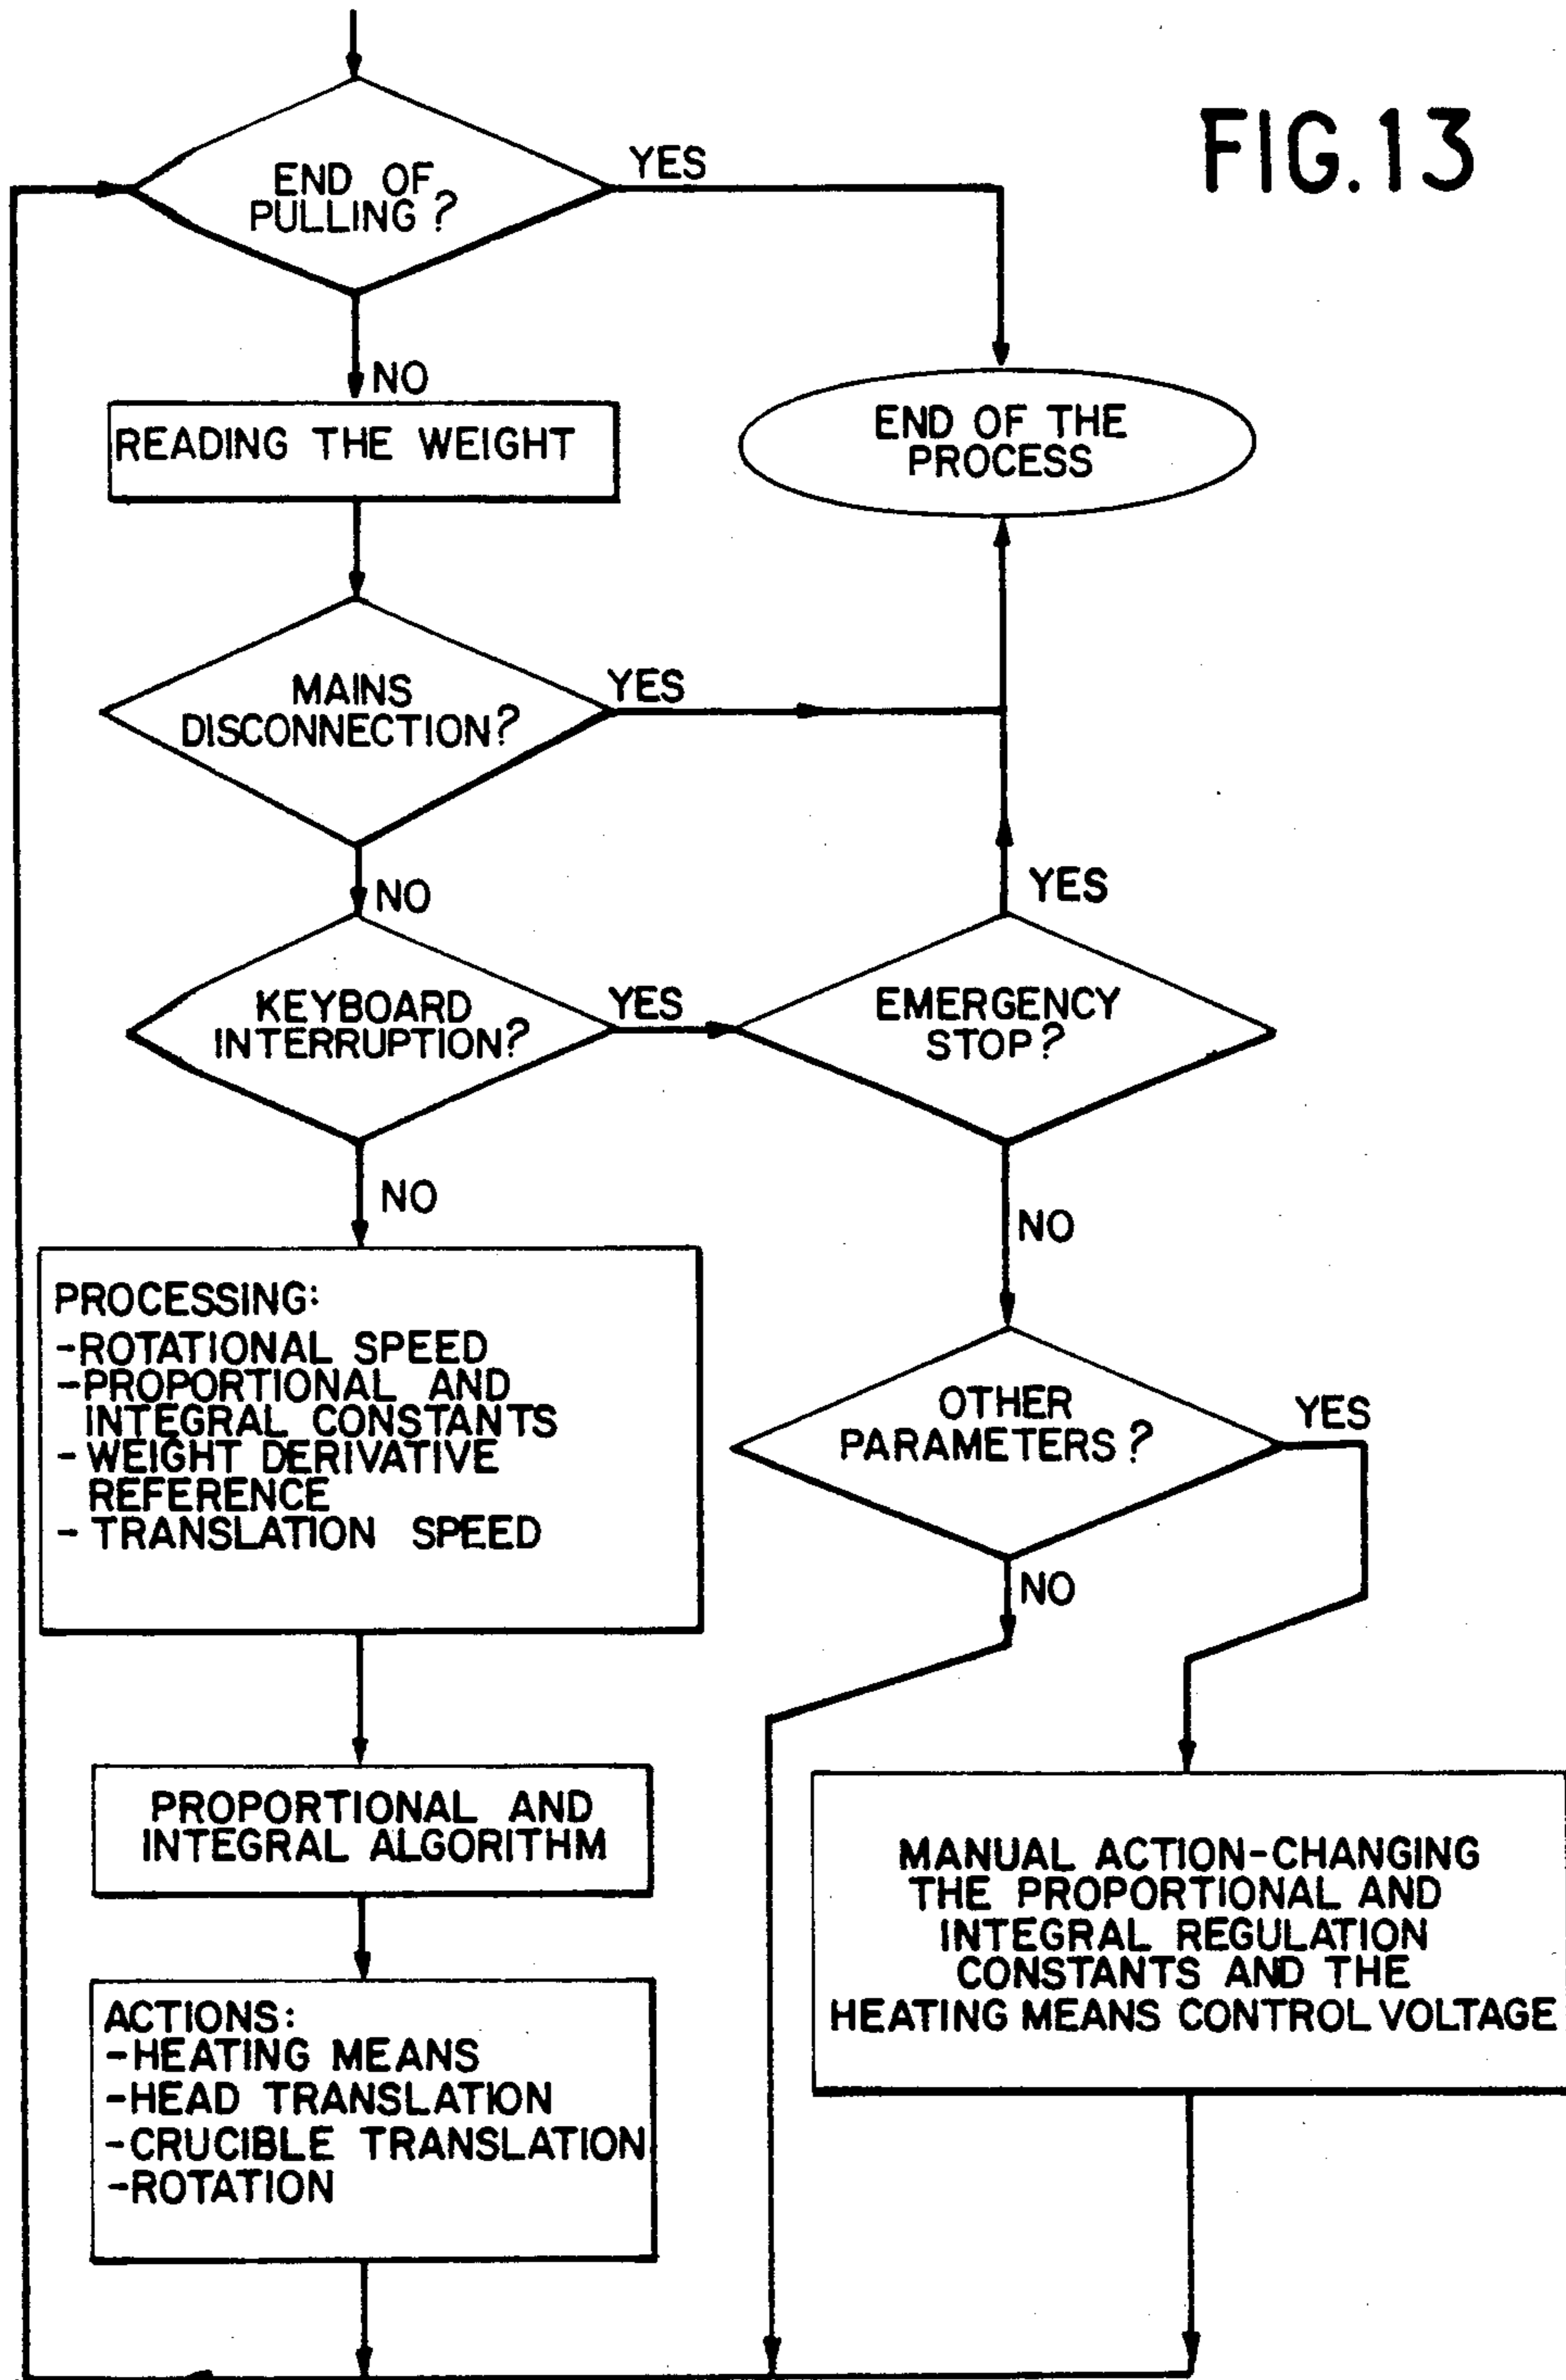 FIG.13
END OF
PULLING?
YES
NO
READING THE WEIGHT
END OF THE
PROCESS
MAINS
DISCONNECTION?
YES
NO
YES
KEYBOARD
INTERRUPTION?
YES
EMERGENCY
STOP?
NO
NO
PROCESSING:
-ROTATIONAL SPEED
-PROPORTIONAL AND
INTEGRAL CONSTANTS
- WEIGHT DERIVATIVE
REFERENCE
- TRANSLATION SPEED
OTHER
PARAMETERS?
YES
NO
PROPORTIONAL AND
INTEGRAL ALGORITHM
MANUAL ACTION-CHANGING
THE PROPORTIONAL AND
INTEGRAL REGULATION
CONSTANTS AND THE
HEATING MEANS CONTROL VOLTAGE
ACTIONS:
-HEATING MEANS
-HEAD TRANSLATION
-CRUCIBLE TRANSLATION
-ROTATION